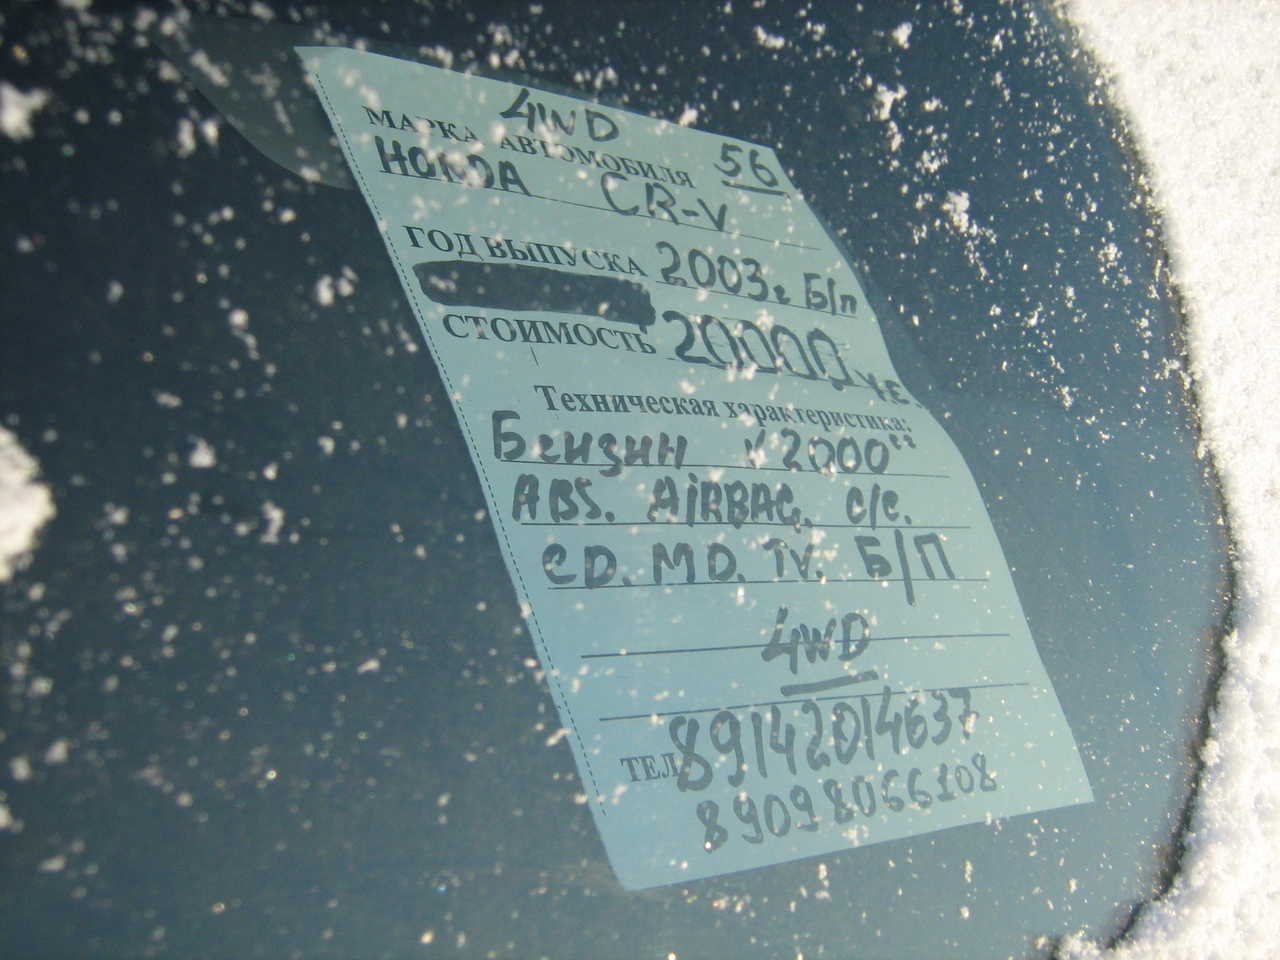 4WD
56
МАРКА АВТОМОБИЛЯ
HONDA CR-V
ГОД ВЫПУСКА 2003г Б/п
СТОИМОСТЬ 20000 у.е.
Техническая характеристика:
Бензин "2000"
ABS. AiRBAG, c/c.
CD. MD. TV. Б/П
4WD
ТЕЛ 89142014637
89098066108